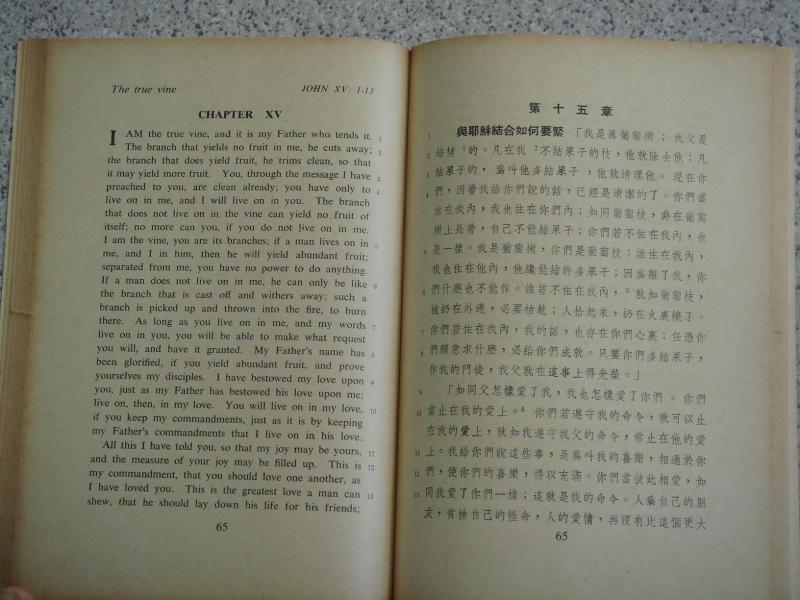 The true vine JOHN XV: 1-13
CHAPTER XV
I AM the true vine, and it is my Father who tends it. 1
The branch that yields no fruit in me, he cuts away; 2
the branch that does yield fruit, he trims clean, so that
it may yield more fruit. You, through the message I have 3
preached to you, are clean already; you have only to 4
live on in me, and I will live on in you. The branch
that does not live on in the vine can yield no fruit of
itself; no more can you, if you do not live on in me.
I am the vine, you are its branches; if a man lives on in 5
me, and I in him, then he will yield abundant fruit;
separated from me, you have no power to do anything.
If a man does not live on in me, he can only be like 6
the branch that is cast off and withers away; such a
branch is picked up and thrown into the fire, to burn
there. As long as you live on in me, and my words 7
live on in you, you will be able to make what request
you will, and have it granted. My Father's name has 8
been glorified, if you yield abundant fruit, and prove
yourselves my disciples. I have bestowed my love upon 9
you, just as my Father has bestowed his love upon me;
live on, then, in my love. You will live on in my love, 10
if you keep my commandments, just as it is by keeping
my Father's commandments that I live on in his love.
All this I have told you, so that my joy may be yours, 11
and the measure of your joy may be filled up. This is 12
my commandment, that you should love one another, as
I have loved you. This is the greatest love a man can 13
shew, that he should lay down his life for his friends;
65
第十五章
1 與耶穌結合如何要緊 「我是真葡萄樹;我父是
2 培植¹的。凡在我²不結果子的枝,他就除去他;凡
3 結果子的,為叫他多結果子,他就清理他。現在你
4 們,因着我給你們說的話,已經是清潔的了。你們當
住在我內,我也住在你們內;如同葡萄枝,非在葡萄
樹上長着,自己不能結果子;你們若不住在我內,也
5 是一樣。我是葡萄樹,你們是葡萄枝;誰住在我內,
我也住在他內,他纔能結許多果子;因為離了我,你
6 們什麼也不能作。誰若不住在我內,³就如葡萄枝,
被扔在外邊,必要枯乾;人拾起來,扔在火裏燒了。
7 你們若住在我內,我的話,也存在你們心裏;任憑你
8 們願意求什麼,必給你們成就。只要你們多結果子,
作我的門徒,我父就在這事上得光榮。」
9 「如同父怎樣愛了我,我也怎樣愛了你們。你們
10 當止在我的愛上。⁴你們若遵守我的命令,就可以止
在我的愛上,就如我遵守我父的命令,常止在他的愛
11 上。我給你們說這些事,是為叫我的喜樂,相通於你
12 們,使你們的喜樂,得以充滿。你們當彼此相愛,如
13 同我愛了你們一樣;這就是我的命令。人為自己的朋
友,肯捨自己的性命,人的愛情,再沒有比這個更大
65